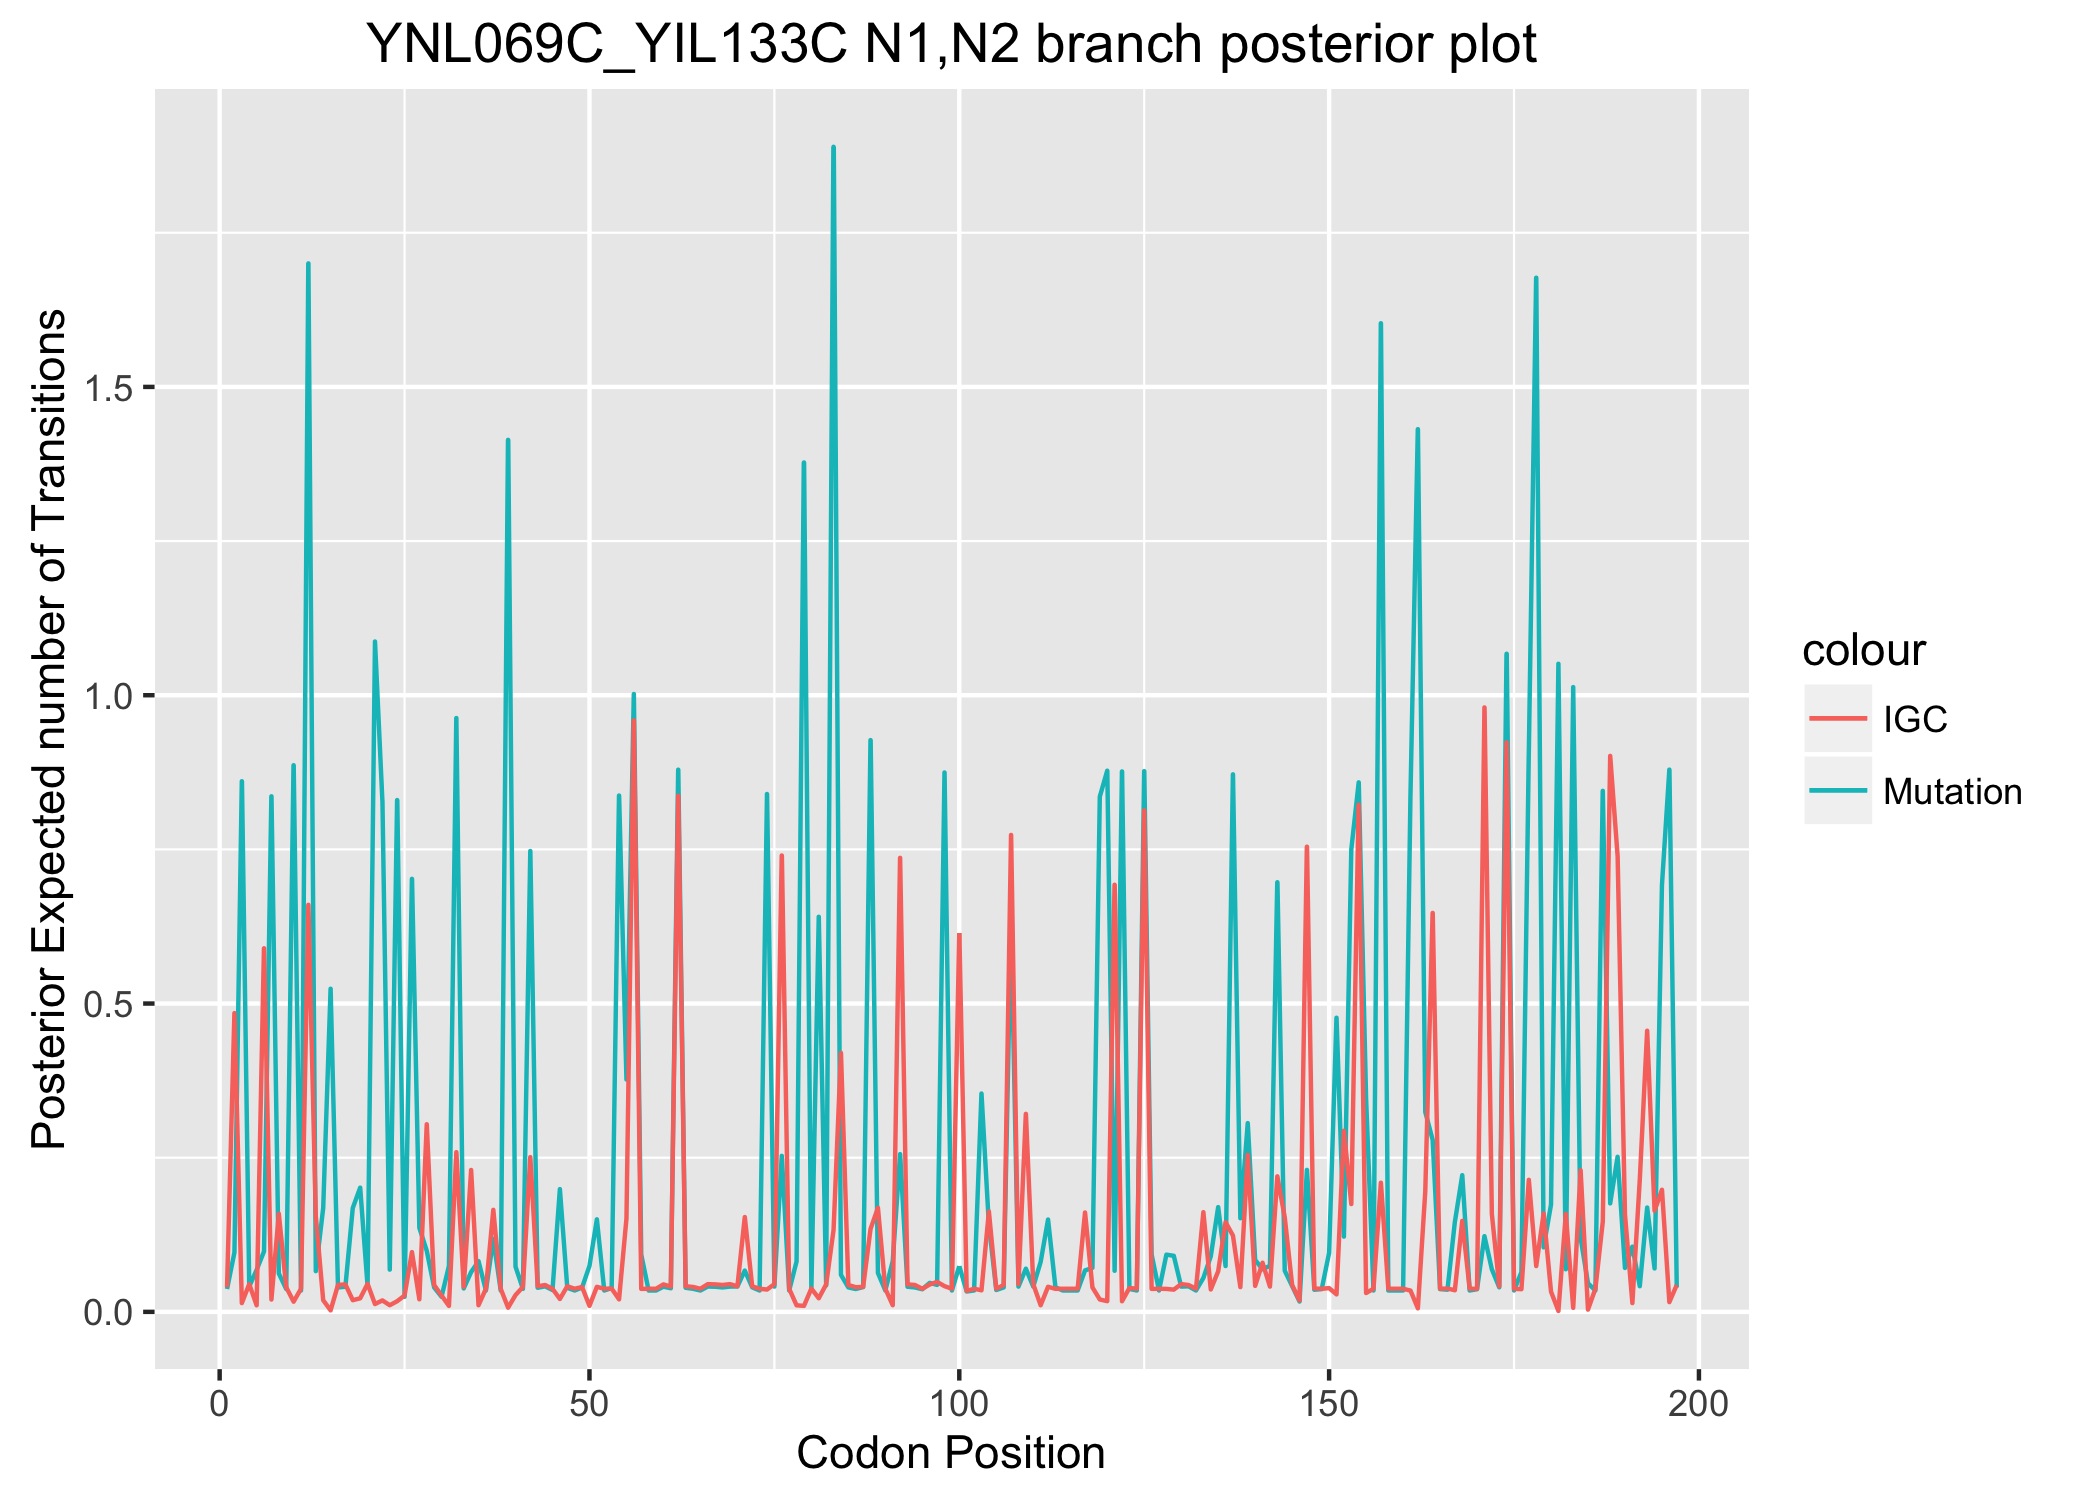 YNL069C_YIL133C N1,N2 branch posterior plot
Posterior Expected number of Transitions
1.5
1.0
0.5
0.0
0
50
100
150
200
Codon Position
colour
IGC
Mutation